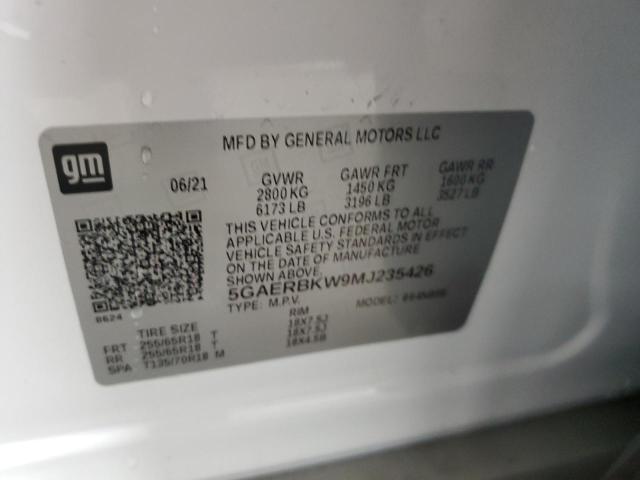 gm
MFD BY GENERAL MOTORS LLC
06/21 GVWR GAWR FRT GAWR RR
2800 KG 1450 KG 1600 KG
6173 LB 3196 LB 3527 LB
THIS VEHICLE CONFORMS TO ALL
APPLICABLE U.S. FEDERAL MOTOR
VEHICLE SAFETY STANDARDS IN EFFECT
ON THE DATE OF MANUFACTURE
SHOWN ABOVE.
5GAERBKW9MJ235426
0624
TYPE: M.P.V. MODEL:
TIRE SIZE RIM
FRT 255/65R18 T 18X7.5J
RR 255/65R18 T 18X7.5J
SPA T135/70R18 M 18X4.5B